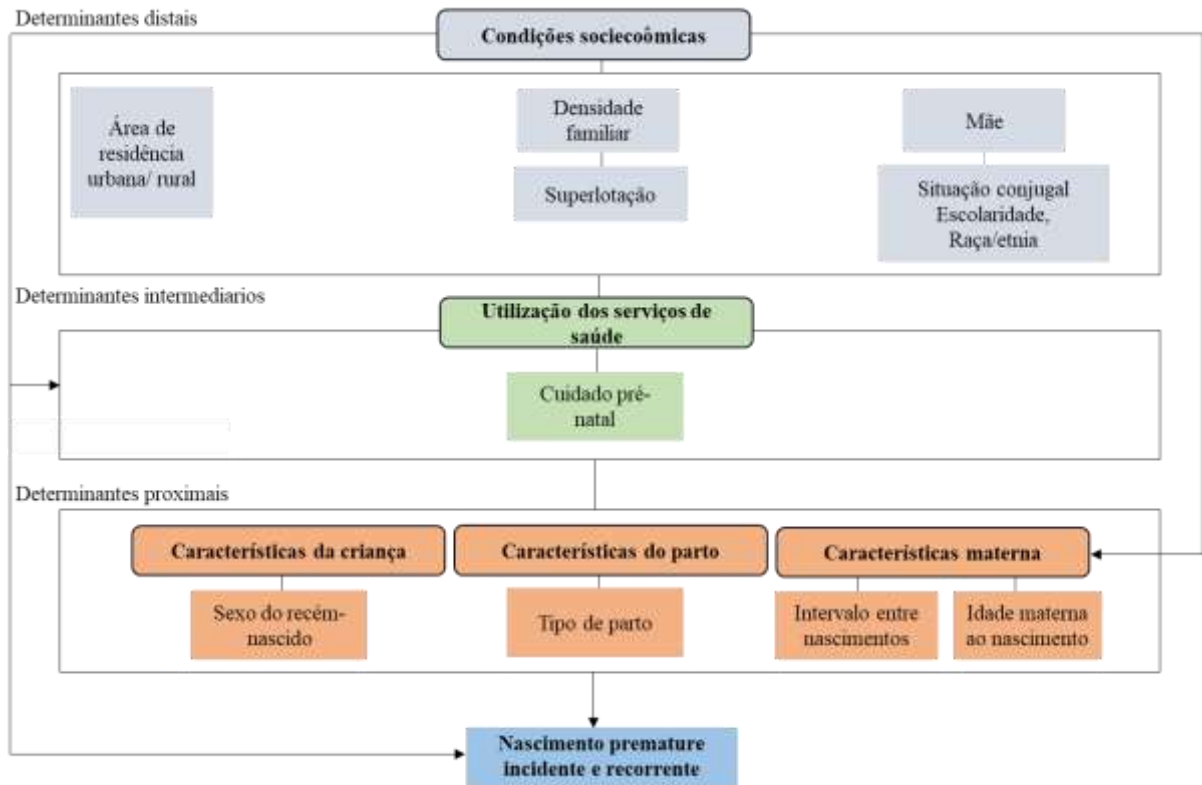 Determinantes distais
Condições sociecoômicas
Área de
residência
urbana/ rural
Densidade
familiar
Superlotação
Mãe
Situação conjugal
Escolaridade,
Raça/etnia
Determinantes intermediarios
Utilização dos serviços de
saúde
Cuidado pré-
natal
Determinantes proximais
Características da criança
Sexo do recém-
nascido
Características do parto
Tipo de parto
Características materna
Intervalo entre
nascimentos
Idade materna
ao nascimento
Nascimento premature
incidente e recorrente